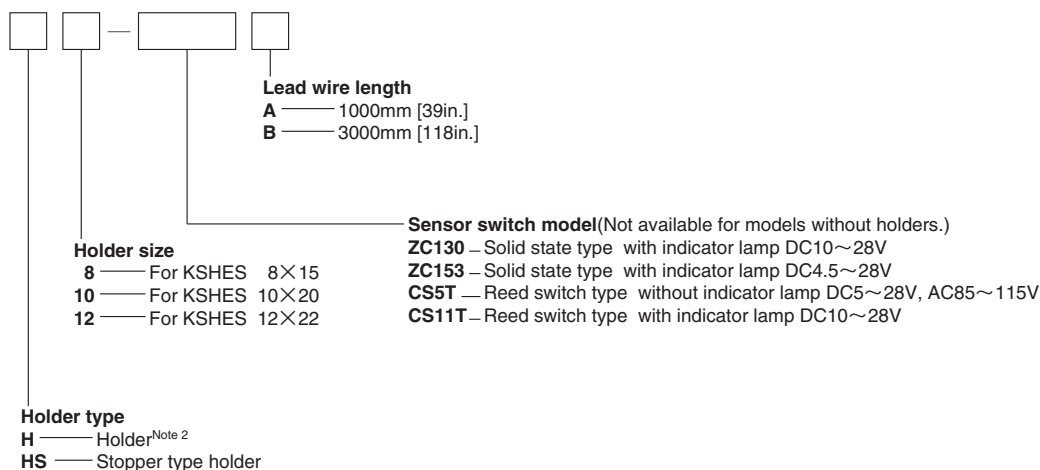 Lead wire length
A 1000mm [39in.]
B 3000mm [118in.]
Sensor switch model(Not available for models without holders.)
ZC130 – Solid state type with indicator lamp DC10～28V
ZC153 – Solid state type with indicator lamp DC4.5～28V
CS5T — Reed switch type without indicator lamp DC5～28V, AC85～115V
CS11T – Reed switch type with indicator lamp DC10～28V
Holder size
8 For KSHES 8×15
10 For KSHES 10×20
12 For KSHES 12×22
Holder type
H Holder Note 2
HS Stopper type holder